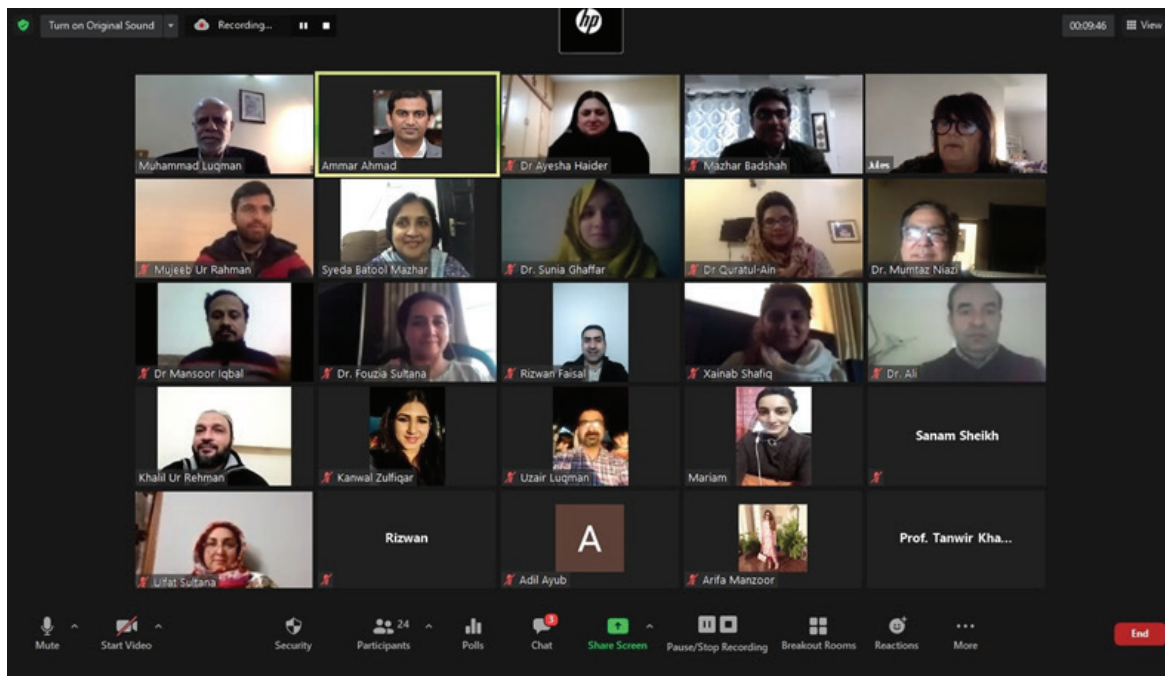 Turn on Original Sound
Recording...
hp
00:09:46
View
Muhammad Luqman
Ammar Ahmad
Dr Ayesha Haider
Mazhar Badshah
Jules
Mujeeb Ur Rahman
Syeda Batool Mazhar
Dr. Sunia Ghaffar
Dr Quratul-Ain
Dr. Mumtaz Niazi
Dr Mansoor Iqbal
Dr. Fouzia Sultana
Rizwan Faisal
Xainab Shafiq
Dr. Ali
Khalil Ur Rehman
Kanwal Zulfiqar
Uzair Luqman
Mariam
Sanam Sheikh
Ulfat Sultana
Rizwan
A
Adil Ayub
Arifa Manzoor
Prof. Tanwir Kha...
Mute
Start Video
Security
24
Participants
Polls
3
Chat
Share Screen
Pause/Stop Recording
Breakout Rooms
Reactions
More
End